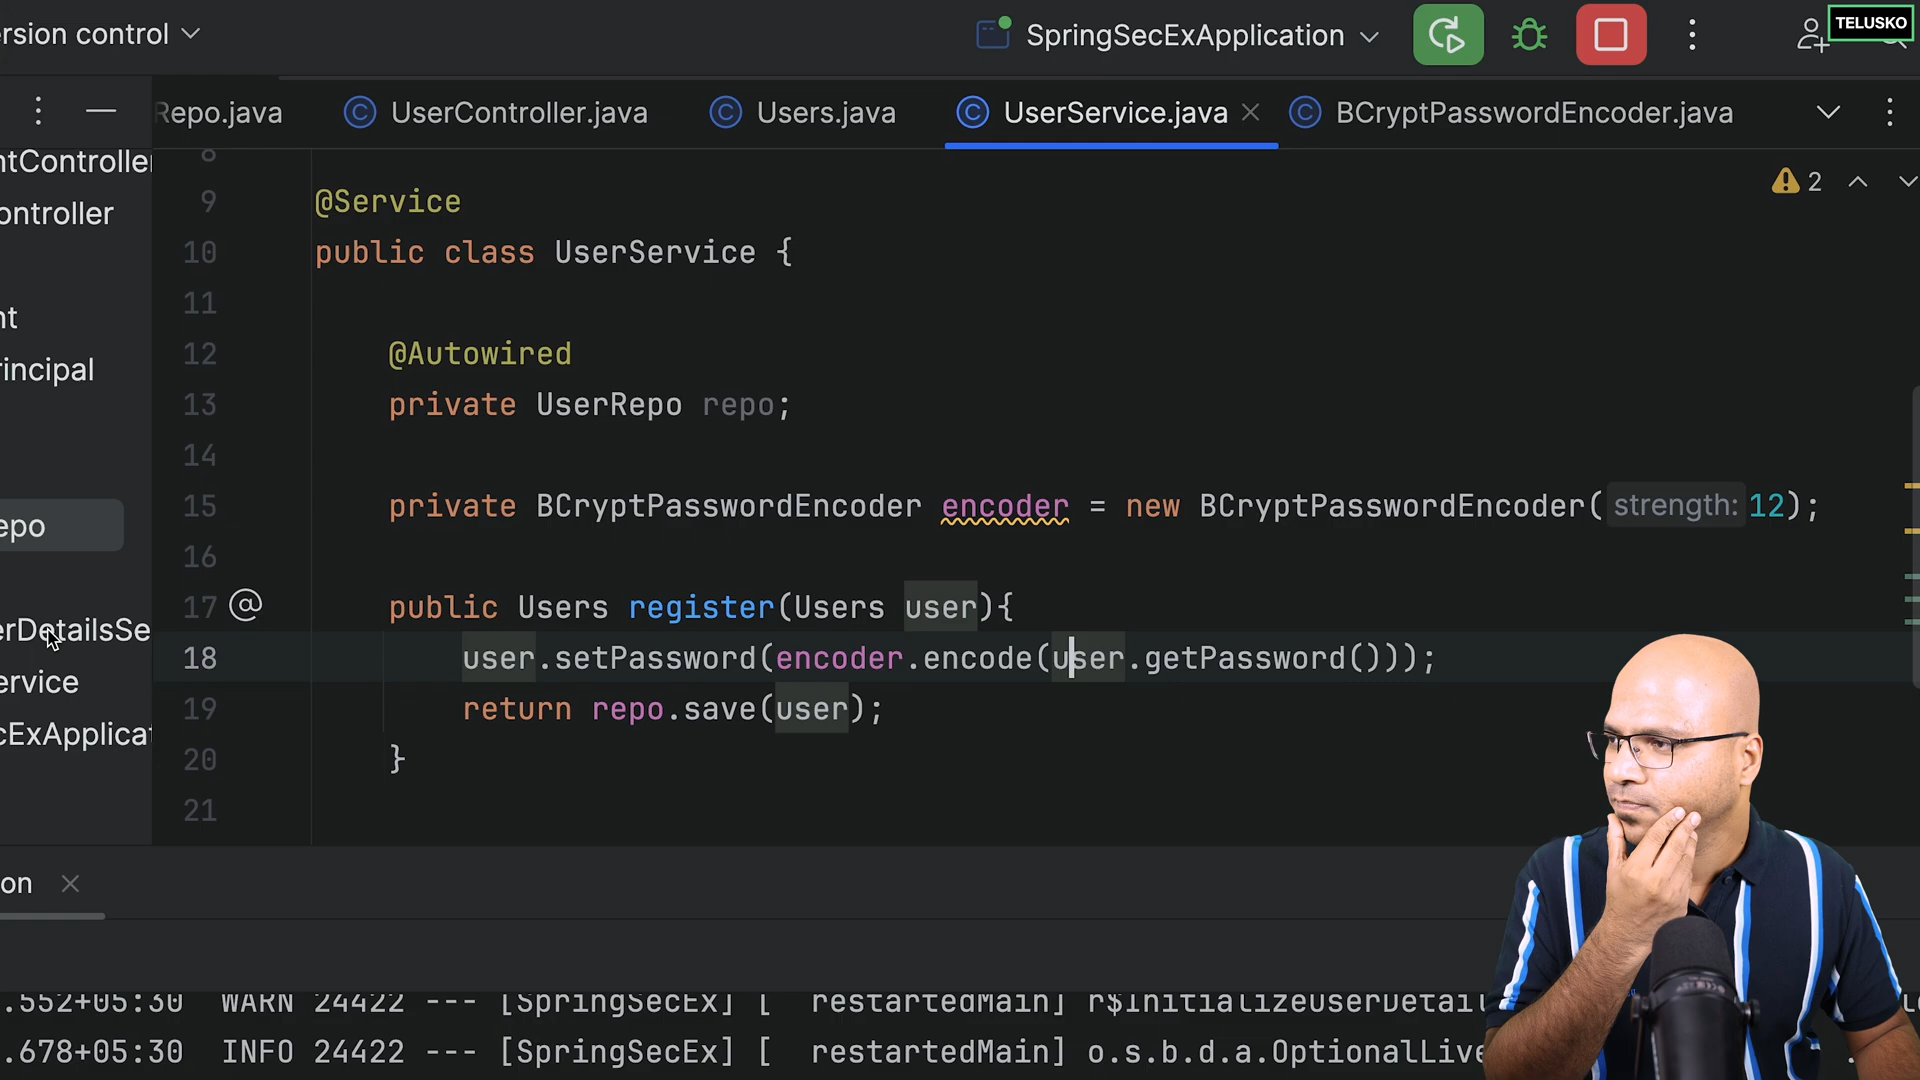 rsion control
SpringSecExApplication
TELUSKO
Repo.java
UserController.java
Users.java
UserService.java
BCryptPasswordEncoder.java
ntController
ontroller
nt
rincipal
epo
erDetailsSe
ervice
cExApplicat
2
8
9 @Service
10 public class UserService {
11
12 @Autowired
13 private UserRepo repo;
14
15 private BCryptPasswordEncoder encoder = new BCryptPasswordEncoder( strength: 12);
16
17 @ public Users register(Users user){
18 user.setPassword(encoder.encode(user.getPassword()));
19 return repo.save(user);
20 }
21
on
.552+05:30 WARN 24422 --- [SpringSecEx] [ restartedMain] r$InitializeUserDetail
.678+05:30 INFO 24422 --- [SpringSecEx] [ restartedMain] o.s.b.d.a.OptionalLive